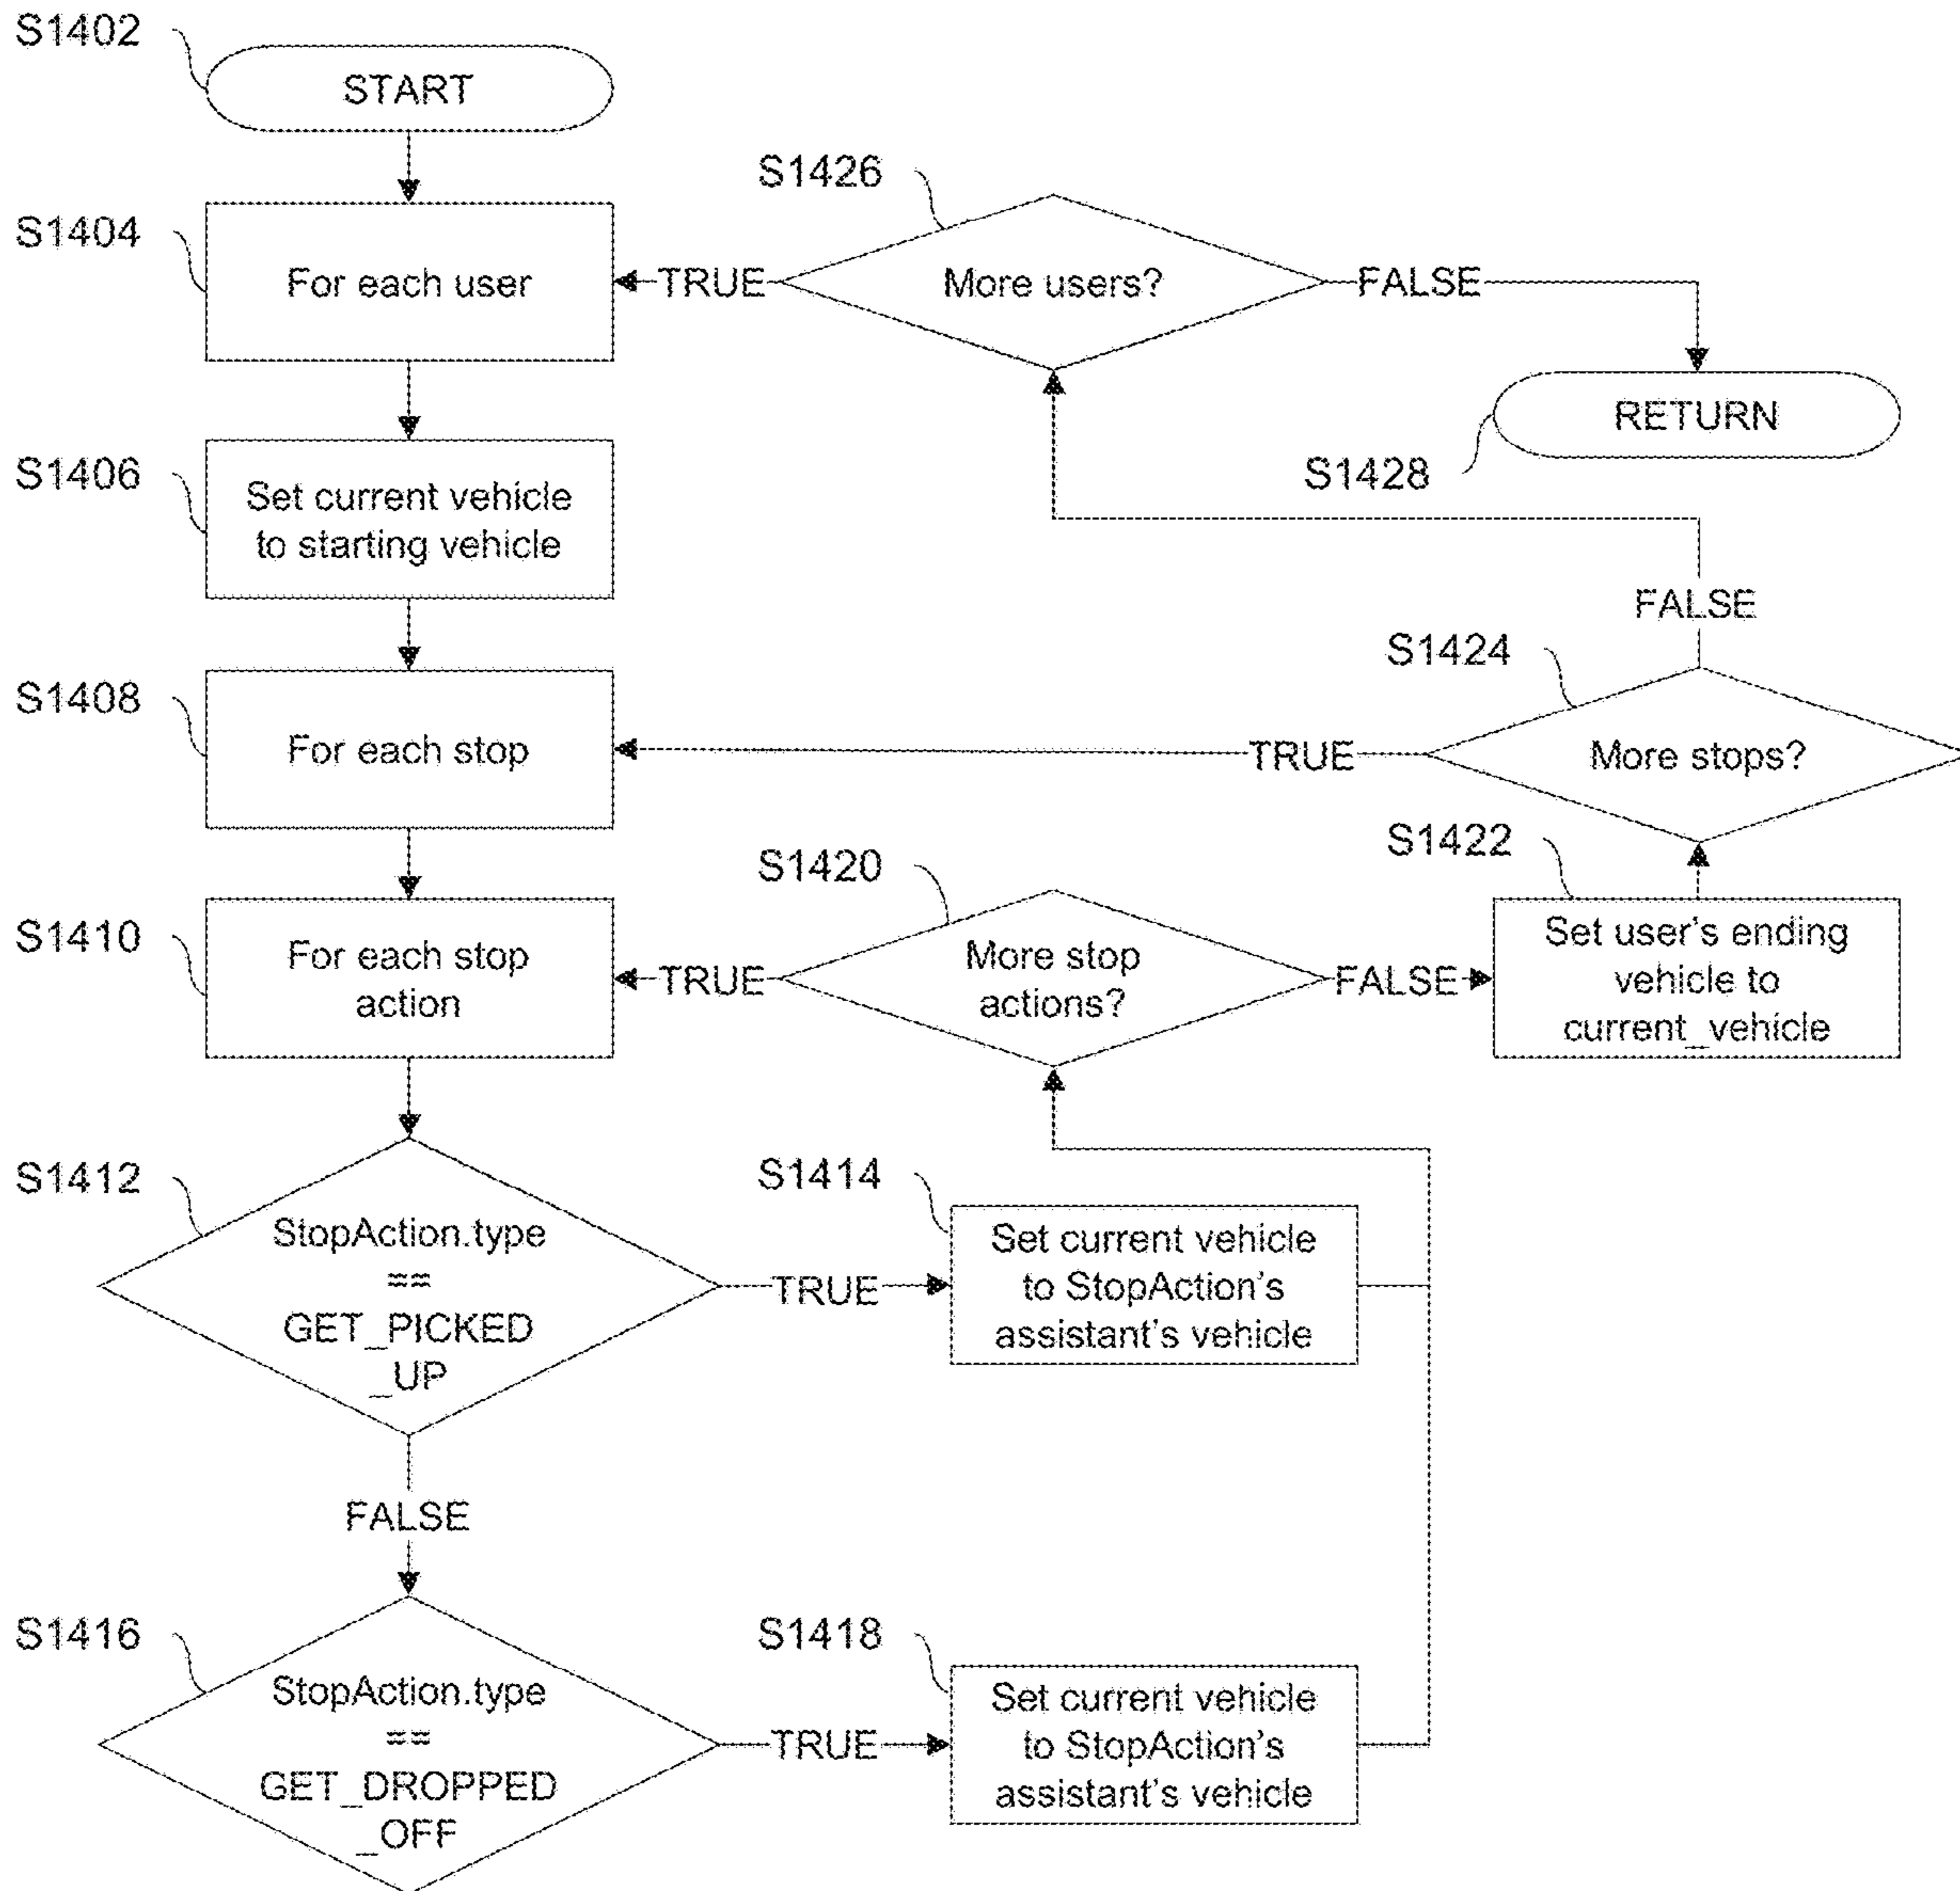 S1402
START
S1426
S1404
For each user
TRUE
More users?
FALSE
RETURN
S1428
S1406
Set current vehicle
to starting vehicle
FALSE
S1424
S1408
For each stop
TRUE
More stops?
S1422
S1420
S1410
For each stop
action
TRUE
More stop
actions?
FALSE
Set user's ending
vehicle to
current_vehicle
S1412
StopAction.type
==
GET_PICKED
_UP
TRUE
S1414
Set current vehicle
to StopAction's
assistant's vehicle
FALSE
S1416
StopAction.type
==
GET_DROPPED
_OFF
TRUE
S1418
Set current vehicle
to StopAction's
assistant's vehicle